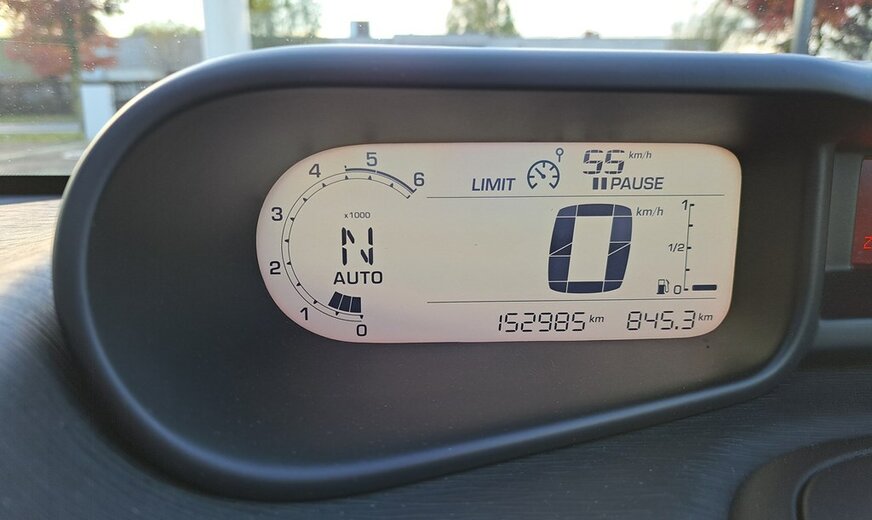 LIMIT 55 km/h
PAUSE
0 km/h
0 1 2 3 4 5 6
x1000
N
AUTO
1
1/2
0
152985 km 845.3 km